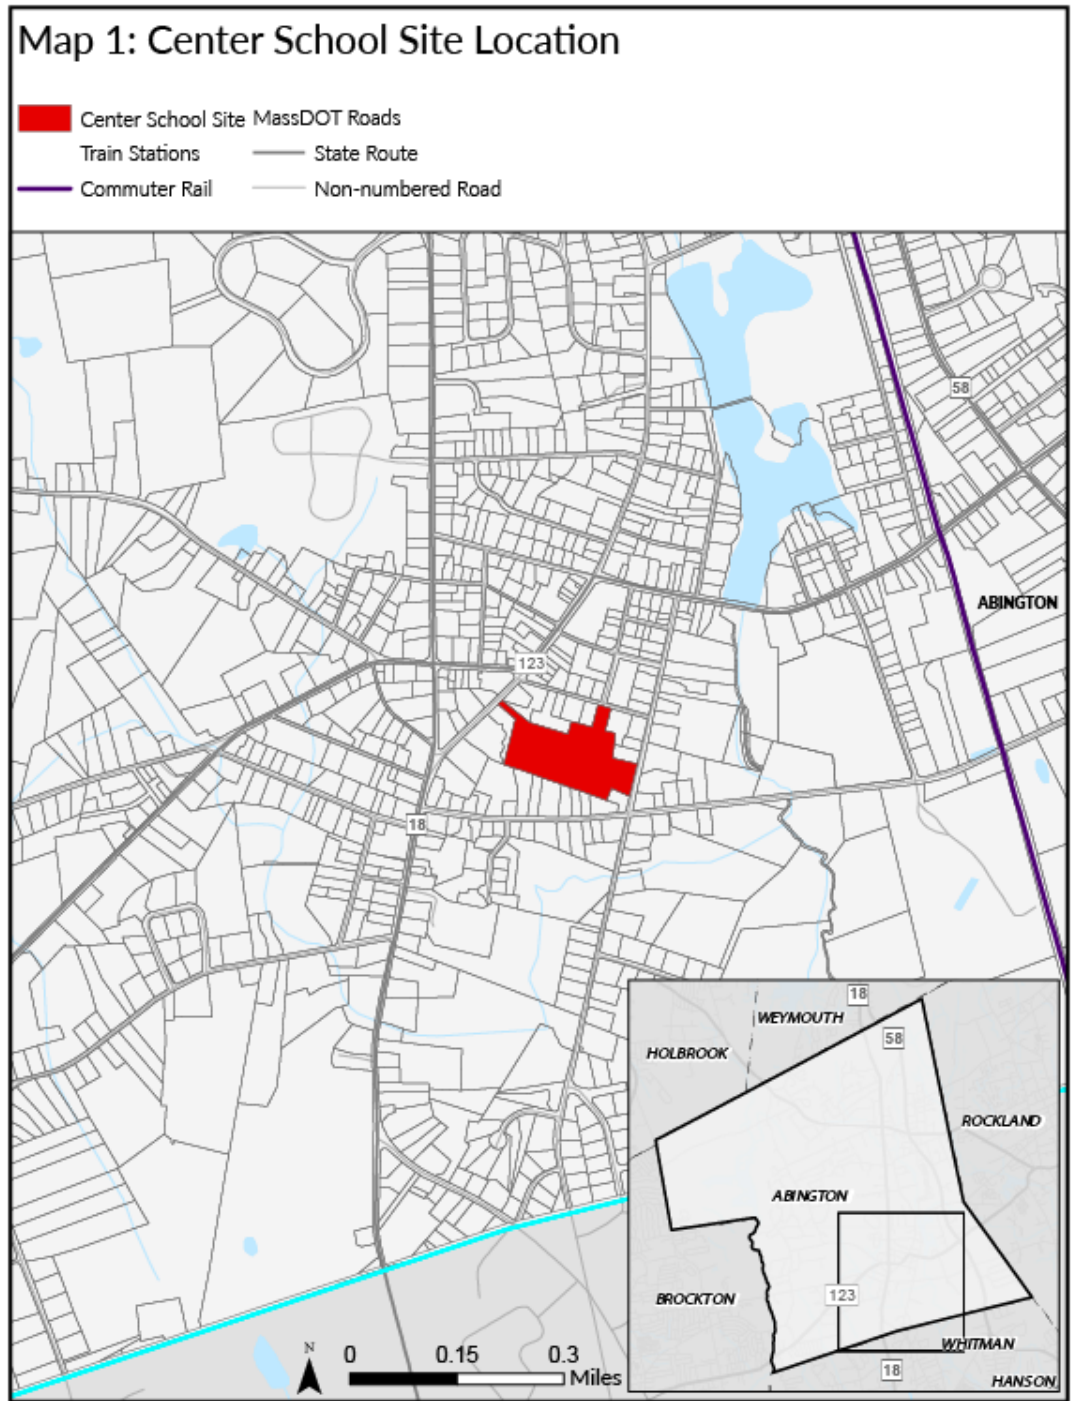 Map 1: Center School Site Location
Center School Site MassDOT Roads
Train Stations State Route
Commuter Rail Non-numbered Road
58
ABINGTON
123
18
18
WEYMOUTH
58
HOLBROOK
ROCKLAND
ABINGTON
BROCKTON
123
WHITMAN
18
HANSON
N
0 0.15 0.3
Miles